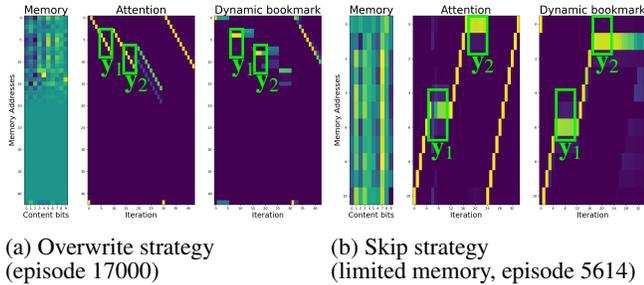 Memory Attention Dynamic bookmark Memory Attention Dynamic bookmark
Memory Addresses
Memory Addresses
y1
y2
y1
y2
y2
y1
y2
y1
Content bits Iteration Iteration Content bits Iteration Iteration
(a) Overwrite strategy
(episode 17000)
(b) Skip strategy
(limited memory, episode 5614)